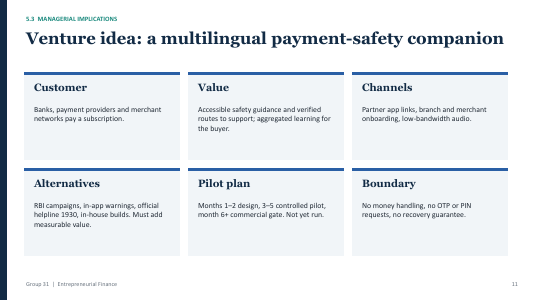 5.3 MANAGERIAL IMPLICATIONS
Venture idea: a multilingual payment-safety companion
Customer
Banks, payment providers and merchant
networks pay a subscription.
Value
Accessible safety guidance and verified
routes to support; aggregated learning for
the buyer.
Channels
Partner app links, branch and merchant
onboarding, low-bandwidth audio.
Alternatives
RBI campaigns, in-app warnings, official
helpline 1930, in-house builds. Must add
measurable value.
Pilot plan
Months 1–2 design, 3–5 controlled pilot,
month 6+ commercial gate. Not yet run.
Boundary
No money handling, no OTP or PIN
requests, no recovery guarantee.
Group 31 | Entrepreneurial Finance
11